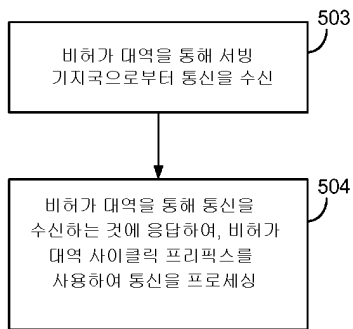 503
비허가 대역을 통해 서빙
기지국으로부터 통신을 수신
504
비허가 대역을 통해 통신을
수신하는 것에 응답하여, 비허가
대역 사이클릭 프리픽스를
사용하여 통신을 프로세싱